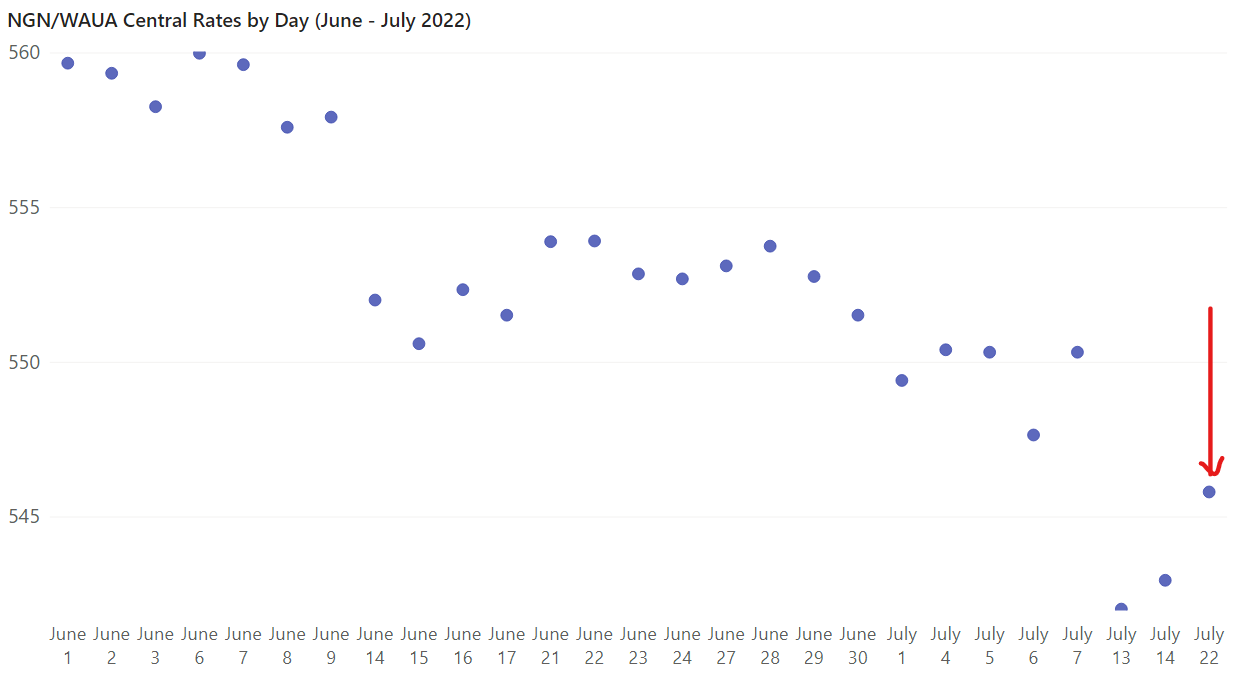 NGN/WAUA Central Rates by Day (June - July 2022)
560
555
550
545
June June June June June June June June June June June June June June June June June June June July July July July July July July July
1 2 3 6 7 8 9 14 15 16 17 21 22 23 24 27 28 29 30 1 4 5 6 7 13 14 22